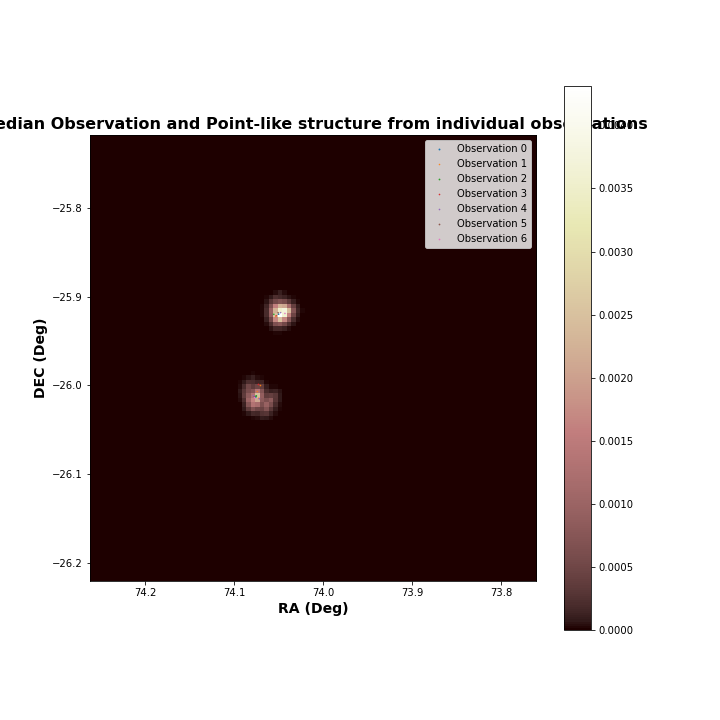 edian Observation and Point-like structure from individual observations
Observation 0
Observation 1
Observation 2
Observation 3
Observation 4
Observation 5
Observation 6
0.0035
0.0030
0.0025
0.0020
0.0015
0.0010
0.0005
0.0000
DEC (Deg)
−25.8
−25.9
−26.0
−26.1
−26.2
74.2 74.1 74.0 73.9 73.8
RA (Deg)